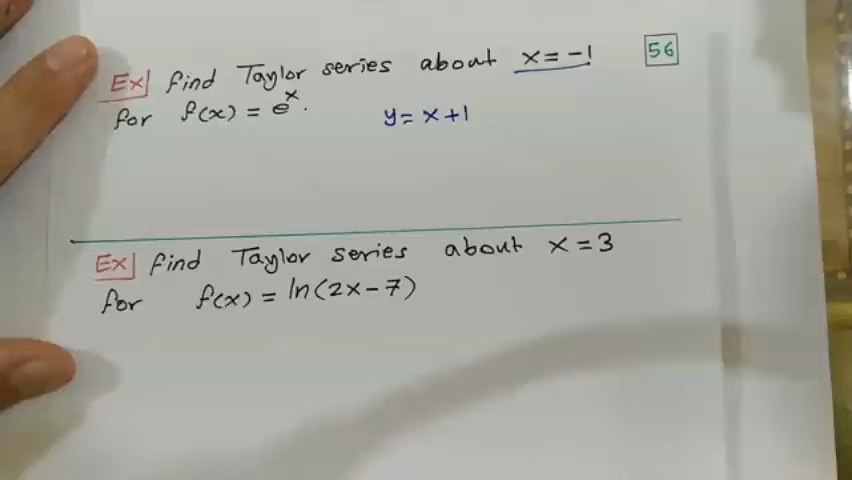 Ex find Taylor series about x = -1 56
for f(x) = eˣ.
y = x + 1
Ex find Taylor series about x = 3
for f(x) = ln(2x - 7)